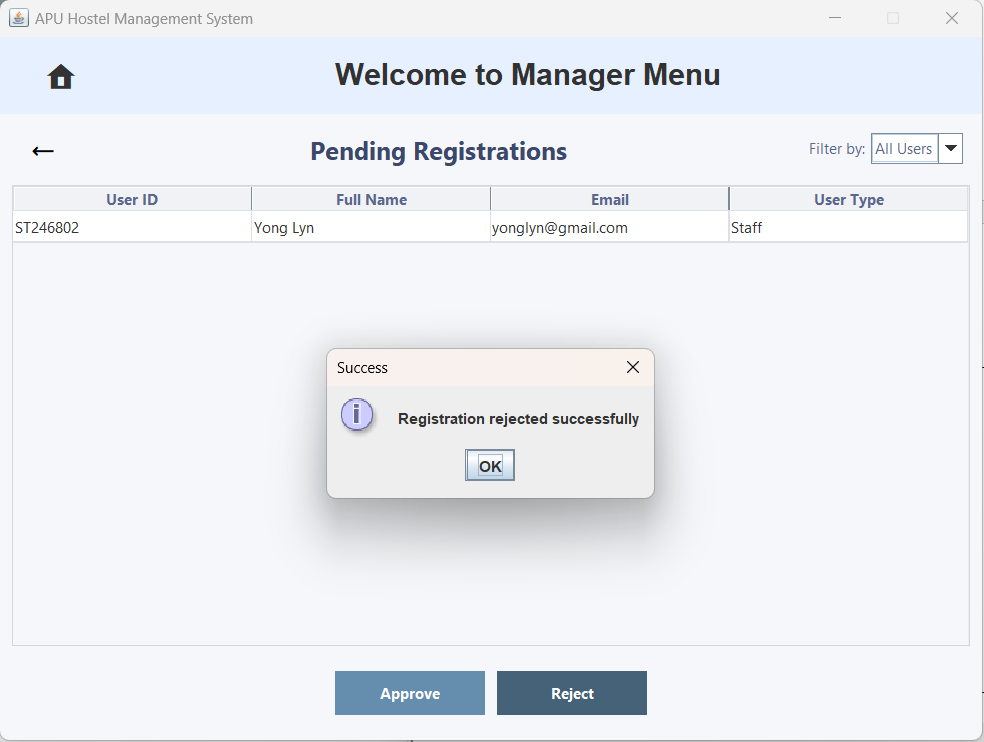 APU Hostel Management System
Welcome to Manager Menu
Pending Registrations
Filter by: All Users
User ID Full Name Email User Type
ST246802 Yong Lyn yonglyn@gmail.com Staff
Success
i
Registration rejected successfully
OK
Approve Reject